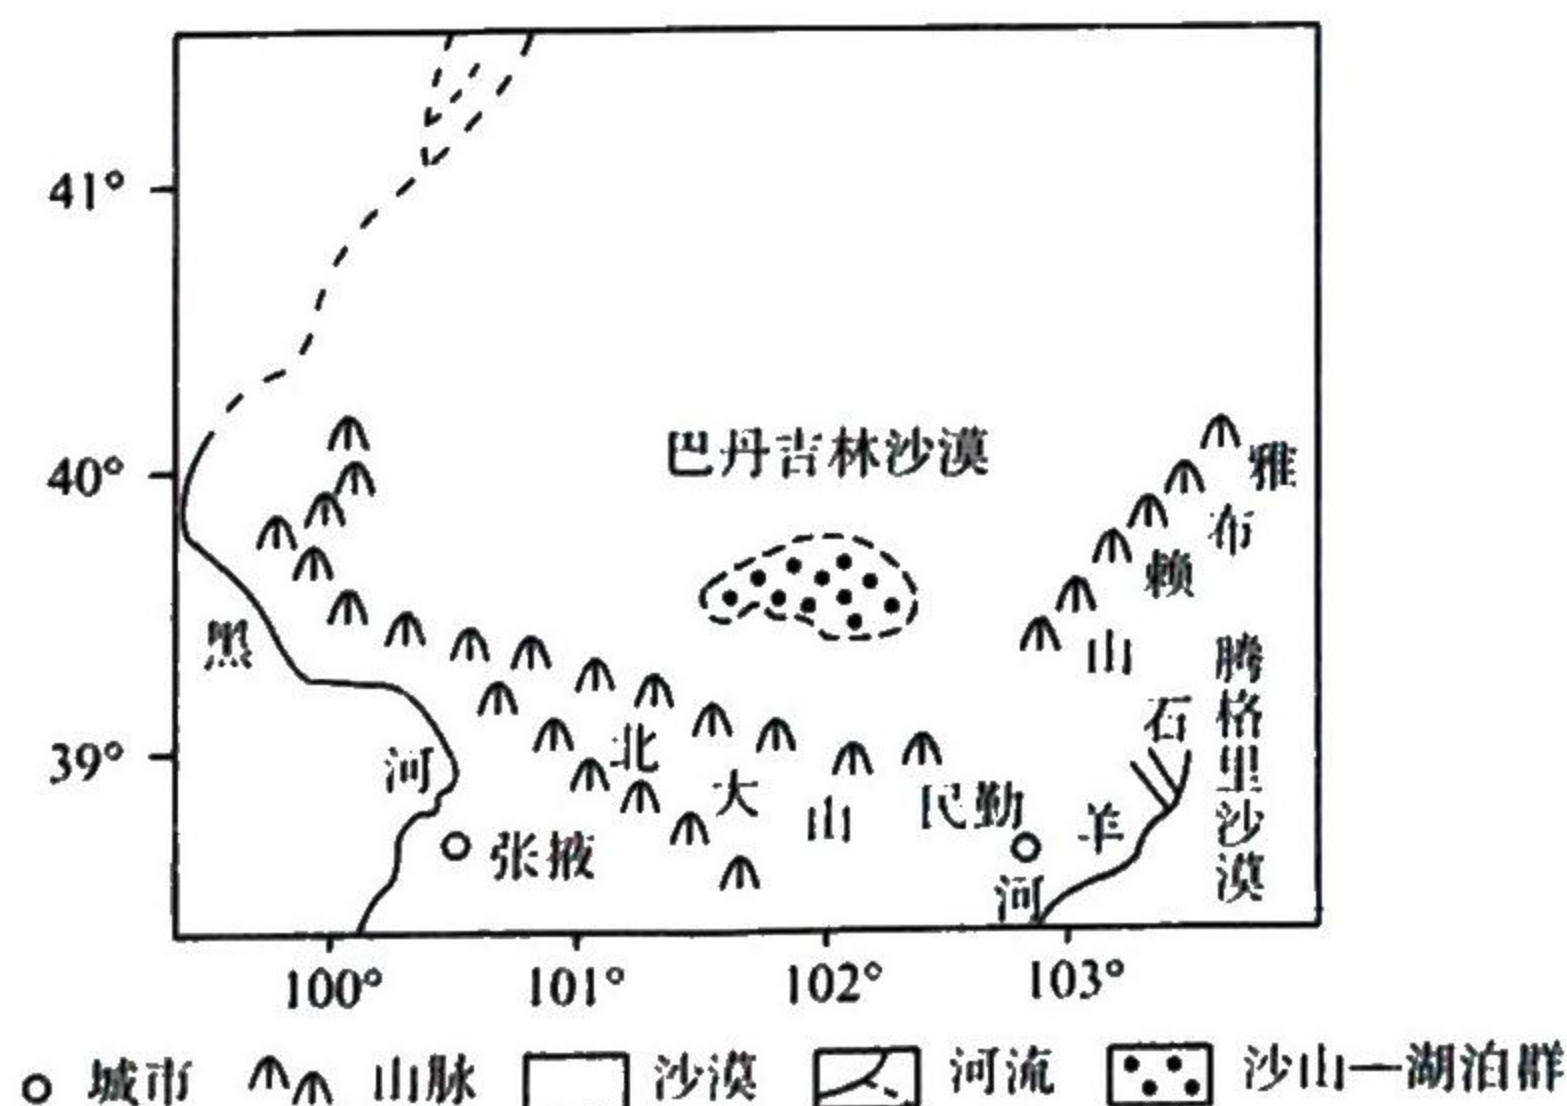 41°
40°
39°
巴丹吉林沙漠
雅布赖山
腾格里沙漠
黑河
北大山
石羊河
民勤
张掖
100° 101° 102° 103°
城市 山脉 沙漠 河流 沙山—湖泊群